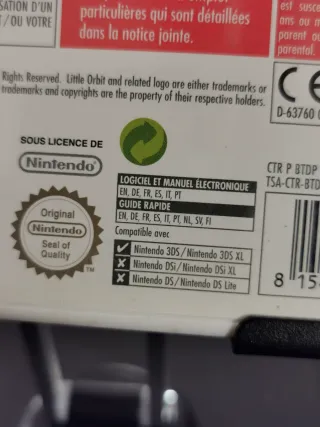 SATION D'UN
T/OU VOTRE
particulières qui sont détaillées
dans la notice jointe.
est susce
ans ou m
parent ou
parental.
Rights Reserved. Little Orbit and related logo are either trademarks or
trademarks and copyrights are the property of their respective holders.
CE
D-63760 G
SOUS LICENCE DE
Nintendo
Original
Nintendo
Seal of
Quality
TM
LOGICIEL ET MANUEL ÉLECTRONIQUE
EN, DE, FR, ES, IT, PT
GUIDE RAPIDE
EN, DE, FR, ES, IT, PT, NL, SV, FI
Compatible avec
Nintendo 3DS/Nintendo 3DS XL
Nintendo DSi/Nintendo DSi XL
Nintendo DS/Nintendo DS Lite
CTR P BTDP
TSA-CTR-BTD
8 15